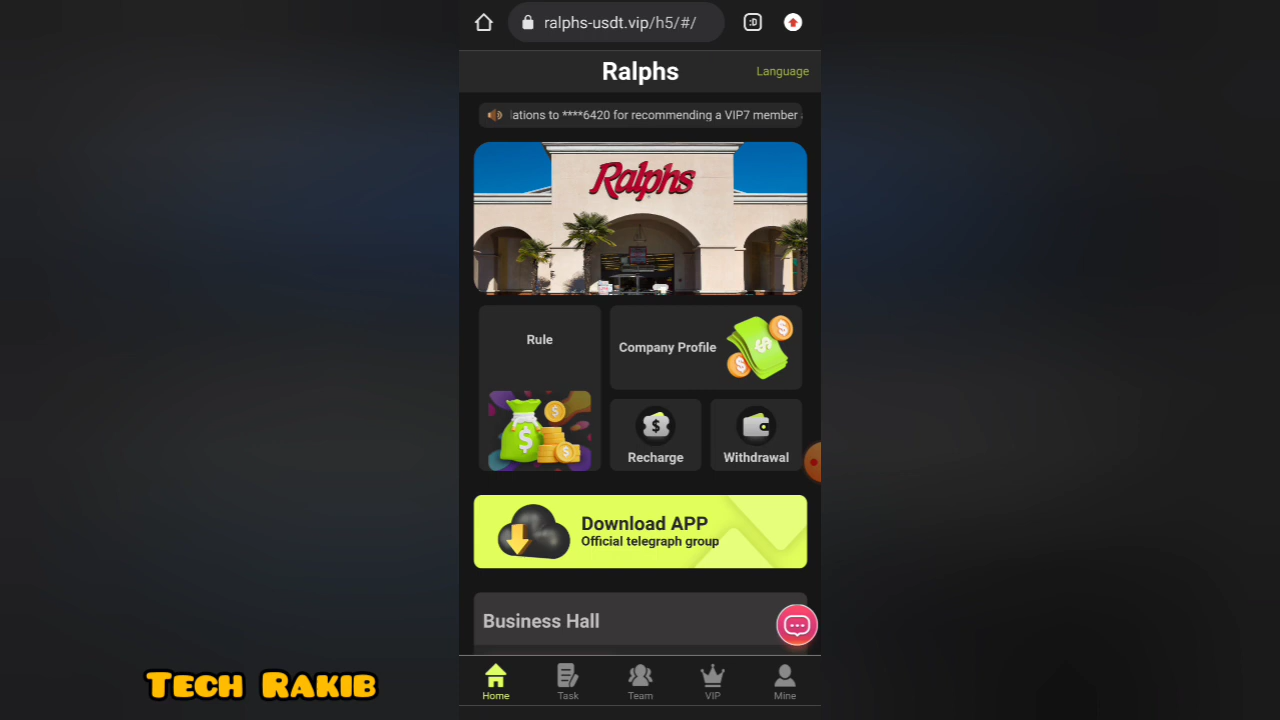 ralphs-usdt.vip/h5/#/
:D
Ralphs
Language
lations to ****6420 for recommending a VIP7 member
Ralphs
Rule
Company Profile
Recharge
Withdrawal
Download APP
Official telegraph group
Business Hall
Home
Task
Team
VIP
Mine
Tech Rakib